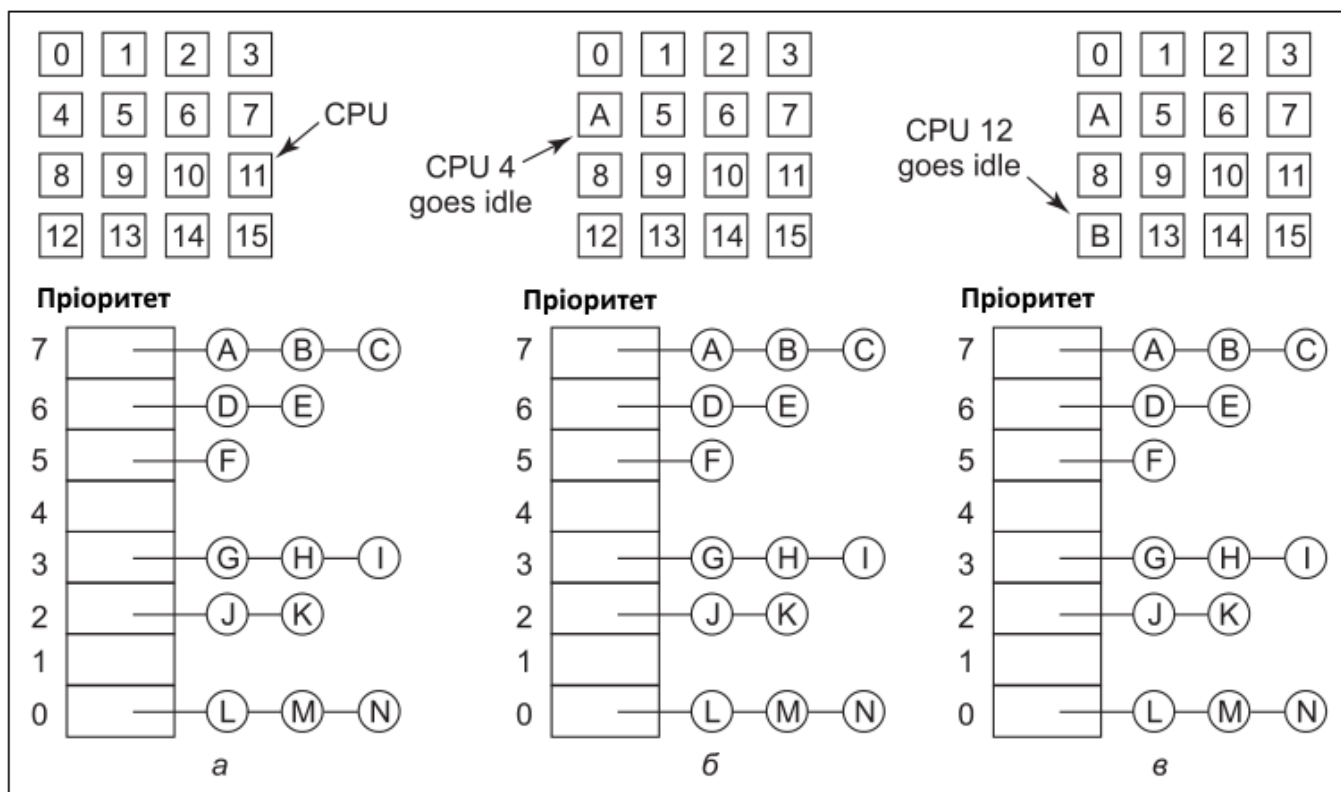 0 1 2 3
4 5 6 7
CPU
8 9 10 11
12 13 14 15
Пріоритет
7 A B C
6 D E
5 F
4
3 G H I
2 J K
1
0 L M N
а
0 1 2 3
A 5 6 7
CPU 4
goes idle
8 9 10 11
12 13 14 15
Пріоритет
7 A B C
6 D E
5 F
4
3 G H I
2 J K
1
0 L M N
б
0 1 2 3
A 5 6 7
CPU 12
goes idle
8 9 10 11
B 13 14 15
Пріоритет
7 A B C
6 D E
5 F
4
3 G H I
2 J K
1
0 L M N
в